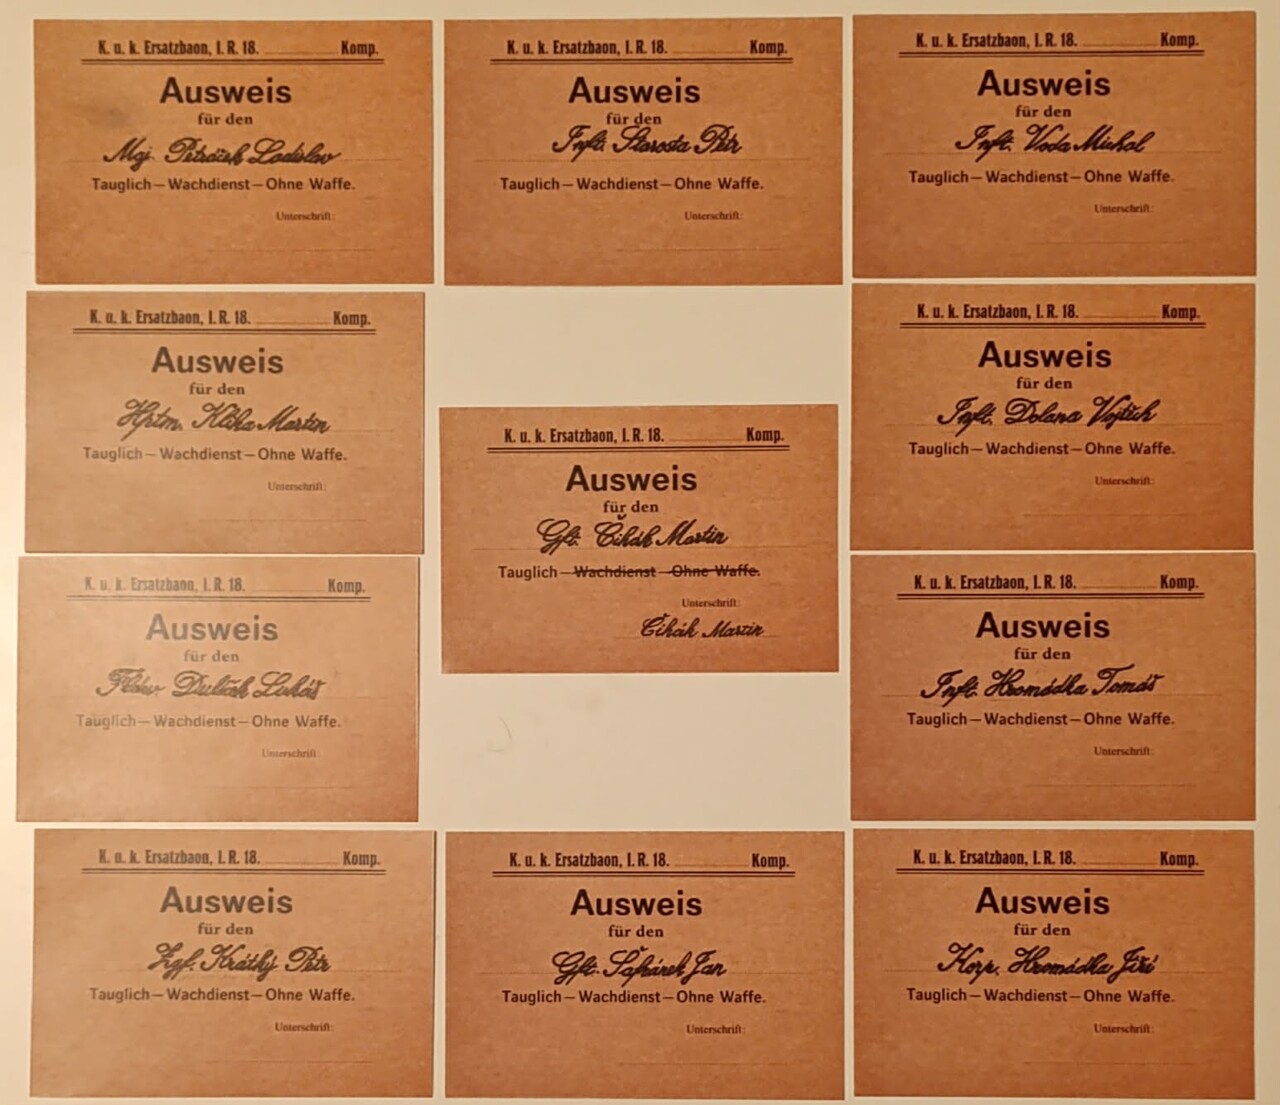 K. u. k. Ersatzbaon, I. R. 18. Komp.
Ausweis
für den
Mgj. Petráček Ladislav
Tauglich — Wachdienst — Ohne Waffe.
Unterschrift:
K. u. k. Ersatzbaon, I. R. 18. Komp.
Ausweis
für den
Inft. Starosta Petr
Tauglich — Wachdienst — Ohne Waffe.
Unterschrift:
K. u. k. Ersatzbaon, I. R. 18. Komp.
Ausweis
für den
Inft. Voda Michal
Tauglich — Wachdienst — Ohne Waffe.
Unterschrift:
K. u. k. Ersatzbaon, I. R. 18. Komp.
Ausweis
für den
Hptm. Klika Martin
Tauglich — Wachdienst — Ohne Waffe.
Unterschrift:
K. u. k. Ersatzbaon, I. R. 18. Komp.
Ausweis
für den
Inft. Dolana Vojtěch
Tauglich — Wachdienst — Ohne Waffe.
Unterschrift:
K. u. k. Ersatzbaon, I. R. 18. Komp.
Ausweis
für den
Gft. Čihák Martin
Tauglich — Wachdienst — Ohne Waffe.
Unterschrift:
Čihák Martin
K. u. k. Ersatzbaon, I. R. 18. Komp.
Ausweis
für den
Lukáš
Tauglich — Wachdienst — Ohne Waffe.
Unterschrift:
K. u. k. Ersatzbaon, I. R. 18. Komp.
Ausweis
für den
Inft. Hromádka Tomáš
Tauglich — Wachdienst — Ohne Waffe.
Unterschrift:
K. u. k. Ersatzbaon, I. R. 18. Komp.
Ausweis
für den
Zgf. Krátký Petr
Tauglich — Wachdienst — Ohne Waffe.
Unterschrift:
K. u. k. Ersatzbaon, I. R. 18. Komp.
Ausweis
für den
Gft. Šafránek Jan
Tauglich — Wachdienst — Ohne Waffe.
Unterschrift:
K. u. k. Ersatzbaon, I. R. 18. Komp.
Ausweis
für den
Korp. Hromádka Jiří
Tauglich — Wachdienst — Ohne Waffe.
Unterschrift: